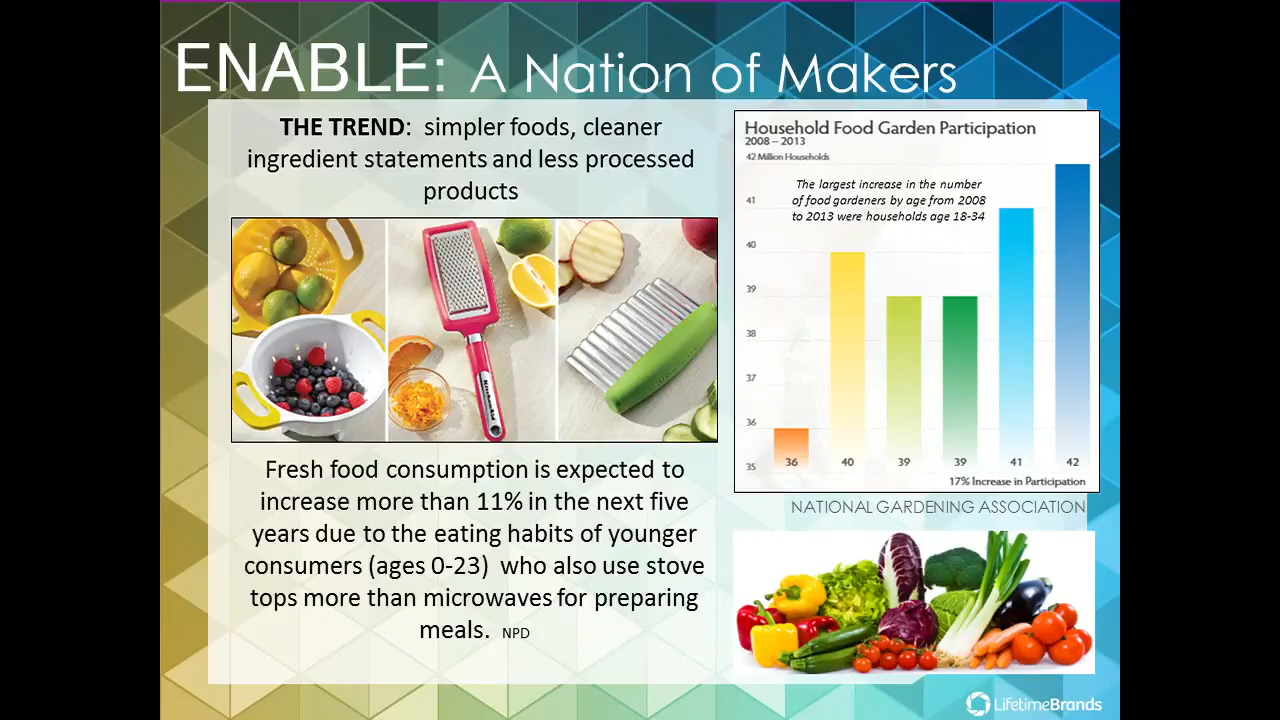 ENABLE: A Nation of Makers
THE TREND: simpler foods, cleaner
ingredient statements and less processed
products
KitchenAid
Fresh food consumption is expected to
increase more than 11% in the next five
years due to the eating habits of younger
consumers (ages 0-23) who also use stove
tops more than microwaves for preparing
meals. NPD
Household Food Garden Participation
2008 – 2013
42 Million Households
The largest increase in the number
of food gardeners by age from 2008
to 2013 were households age 18-34
41
40
39
38
37
36
35
36 40 39 39 41 42
17% Increase in Participation
NATIONAL GARDENING ASSOCIATION
LifetimeBrands